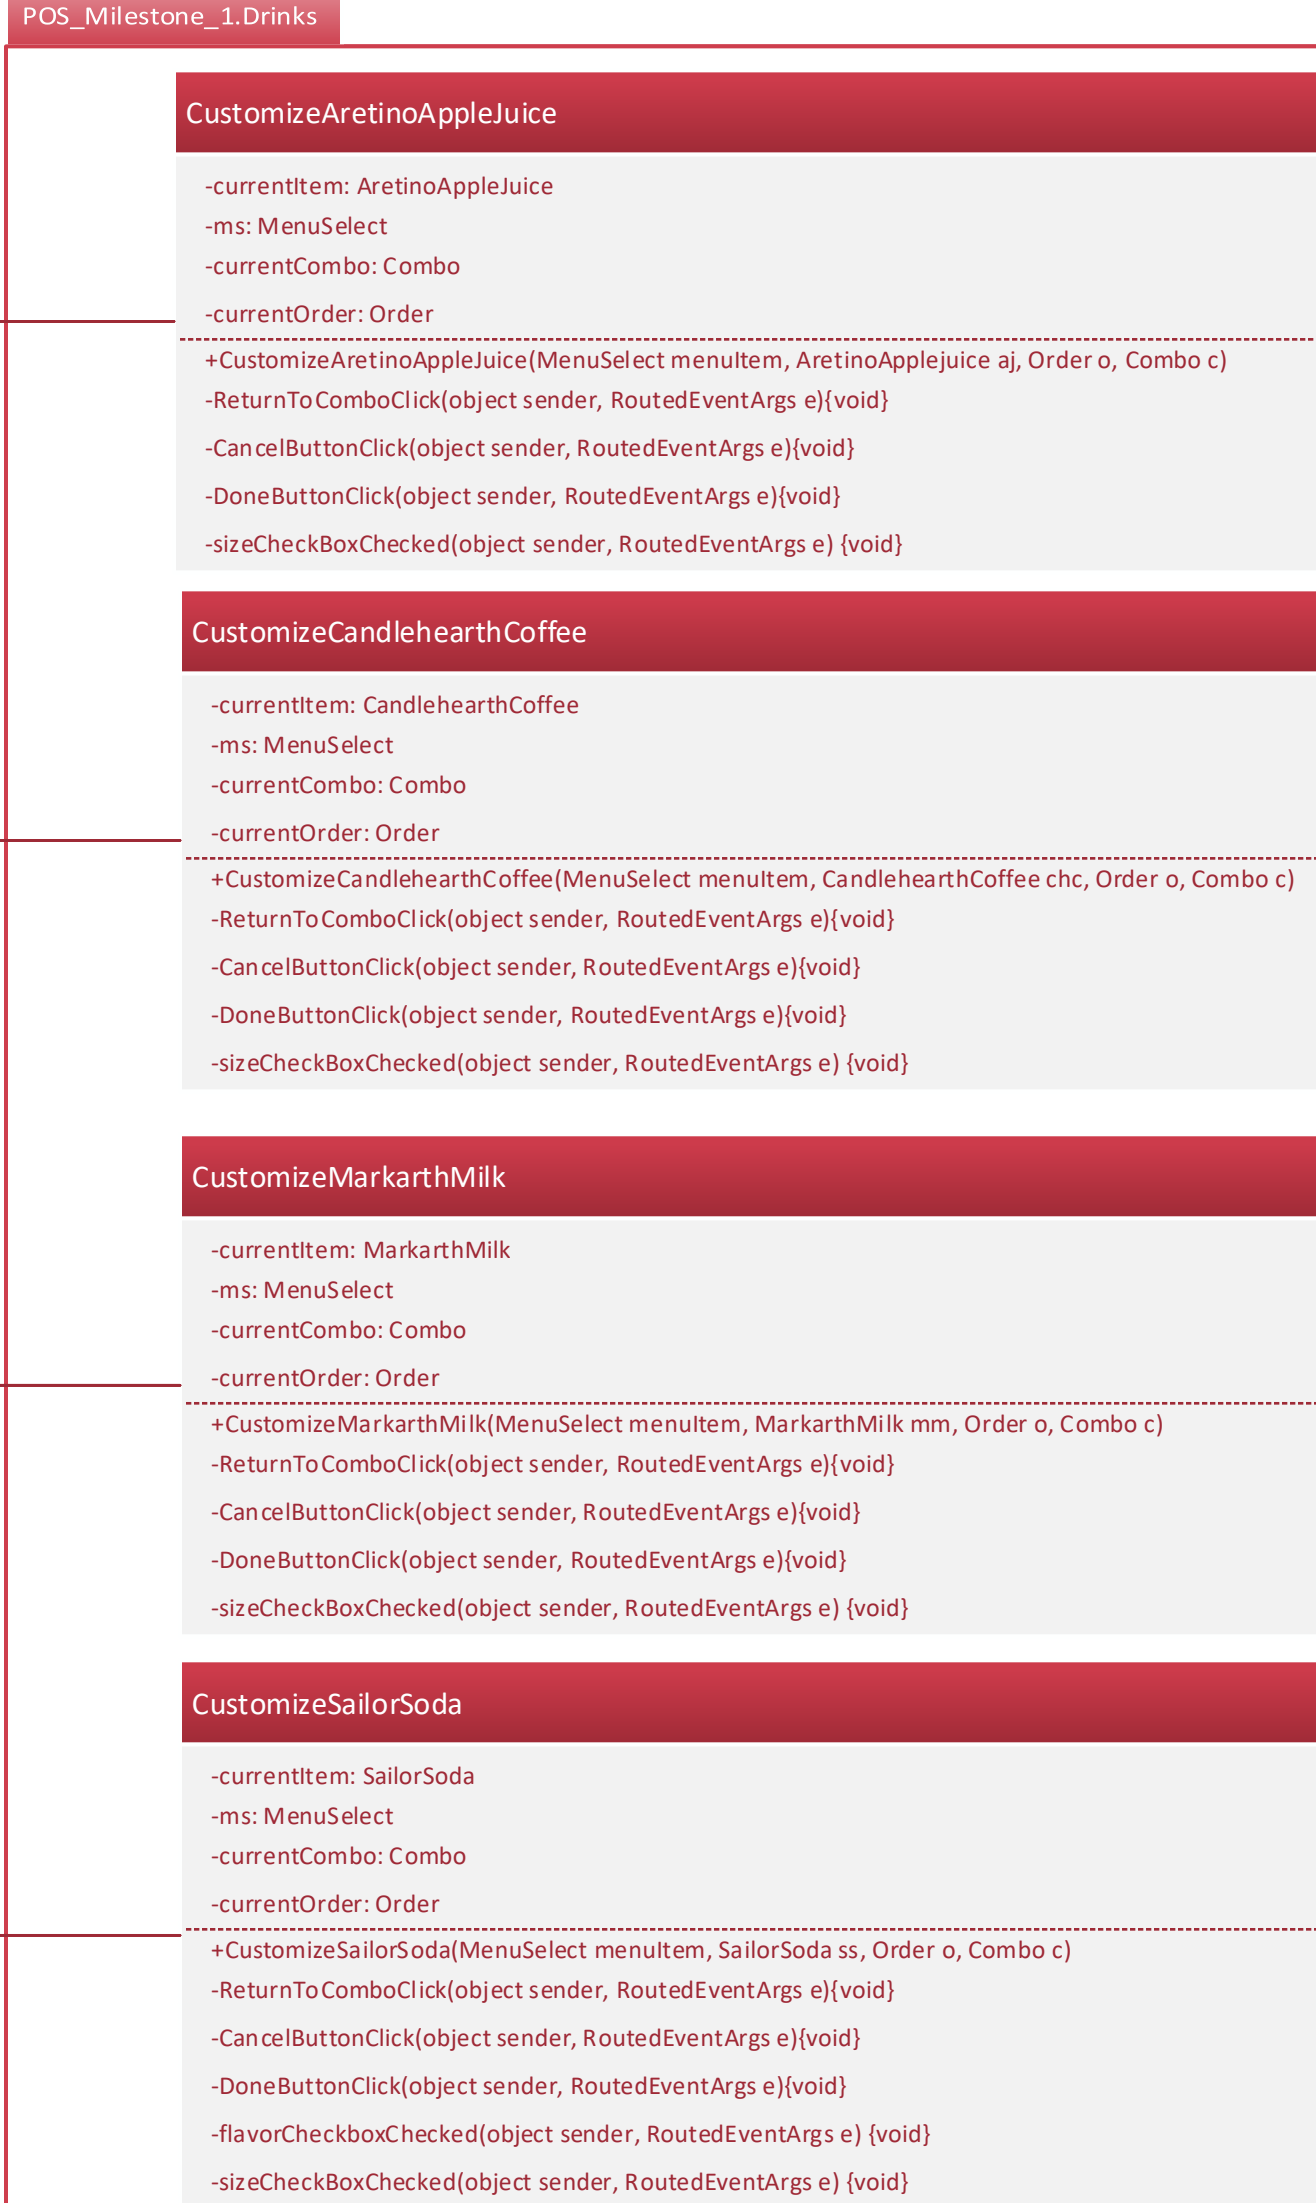 POS_Milestone_1.Drinks
CustomizeAretinoAppleJuice
-currentItem: AretinoAppleJuice
-ms: MenuSelect
-currentCombo: Combo
-currentOrder: Order
+CustomizeAretinoAppleJuice(MenuSelect menuItem, AretinoApplejuice aj, Order o, Combo c)
-ReturnToComboClick(object sender, RoutedEventArgs e){void}
-CancelButtonClick(object sender, RoutedEventArgs e){void}
-DoneButtonClick(object sender, RoutedEventArgs e){void}
-sizeCheckBoxChecked(object sender, RoutedEventArgs e) {void}
CustomizeCandlehearthCoffee
-currentItem: CandlehearthCoffee
-ms: MenuSelect
-currentCombo: Combo
-currentOrder: Order
+CustomizeCandlehearthCoffee(MenuSelect menuItem, CandlehearthCoffee chc, Order o, Combo c)
-ReturnToComboClick(object sender, RoutedEventArgs e){void}
-CancelButtonClick(object sender, RoutedEventArgs e){void}
-DoneButtonClick(object sender, RoutedEventArgs e){void}
-sizeCheckBoxChecked(object sender, RoutedEventArgs e) {void}
CustomizeMarkarthMilk
-currentItem: MarkarthMilk
-ms: MenuSelect
-currentCombo: Combo
-currentOrder: Order
+CustomizeMarkarthMilk(MenuSelect menuItem, MarkarthMilk mm, Order o, Combo c)
-ReturnToComboClick(object sender, RoutedEventArgs e){void}
-CancelButtonClick(object sender, RoutedEventArgs e){void}
-DoneButtonClick(object sender, RoutedEventArgs e){void}
-sizeCheckBoxChecked(object sender, RoutedEventArgs e) {void}
CustomizeSailorSoda
-currentItem: SailorSoda
-ms: MenuSelect
-currentCombo: Combo
-currentOrder: Order
+CustomizeSailorSoda(MenuSelect menuItem, SailorSoda ss, Order o, Combo c)
-ReturnToComboClick(object sender, RoutedEventArgs e){void}
-CancelButtonClick(object sender, RoutedEventArgs e){void}
-DoneButtonClick(object sender, RoutedEventArgs e){void}
-flavorCheckboxChecked(object sender, RoutedEventArgs e) {void}
-sizeCheckBoxChecked(object sender, RoutedEventArgs e) {void}